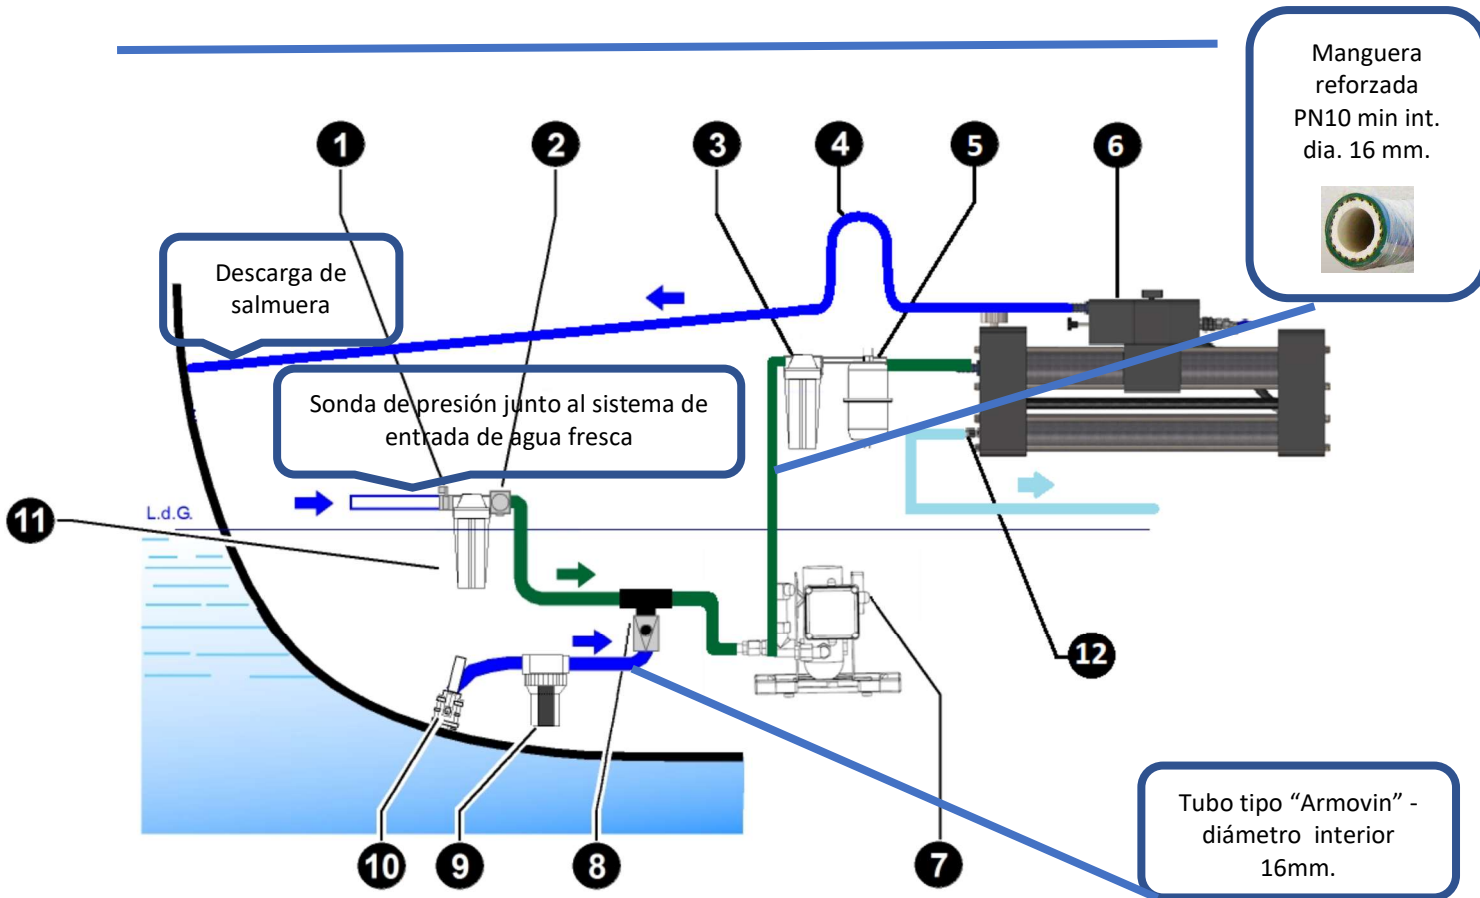 Manguera
reforzada
PN10 min int.
dia. 16 mm.
1
2
3
4
5
6
Descarga de
salmuera
Sonda de presión junto al sistema de
entrada de agua fresca
L.d.G.
11
12
10
9
8
7
Tubo tipo “Armovin” -
diámetro interior
16mm.